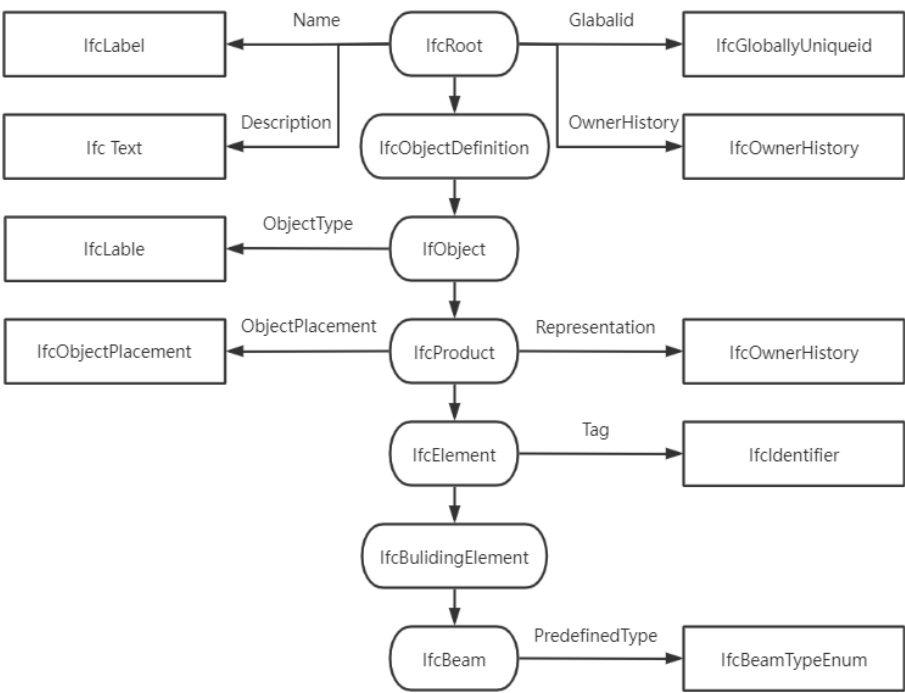 Name
Glabalid
IfcLabel
IfcRoot
IfcGloballyUniqueid
Description
OwnerHistory
Ifc Text
IfcObjectDefinition
IfcOwnerHistory
ObjectType
IfcLable
IfObject
ObjectPlacement
Representation
IfcObjectPlacement
IfcProduct
IfcOwnerHistory
Tag
IfcElement
IfcIdentifier
IfcBulidingElement
PredefinedType
IfcBeam
IfcBeamTypeEnum